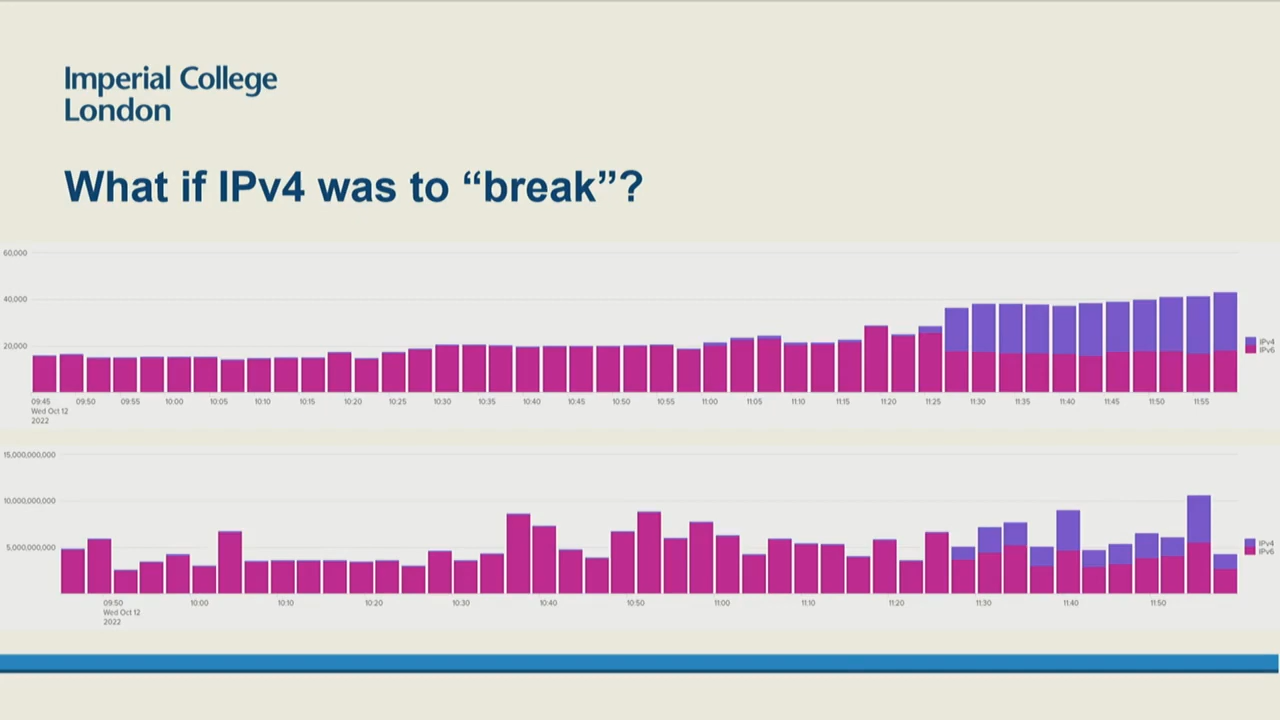 Imperial College
London
What if IPv4 was to “break”?
60,000
40,000
20,000
IPv4
IPv6
09:45 09:50 09:55 10:00 10:05 10:10 10:15 10:20 10:25 10:30 10:35 10:40 10:45 10:50 10:55 11:00 11:05 11:10 11:15 11:20 11:25 11:30 11:35 11:40 11:45 11:50 11:55
Wed Oct 12
2022
15,000,000,000
10,000,000,000
5,000,000,000
IPv4
IPv6
09:50 10:00 10:10 10:20 10:30 10:40 10:50 11:00 11:10 11:20 11:30 11:40 11:50
Wed Oct 12
2022